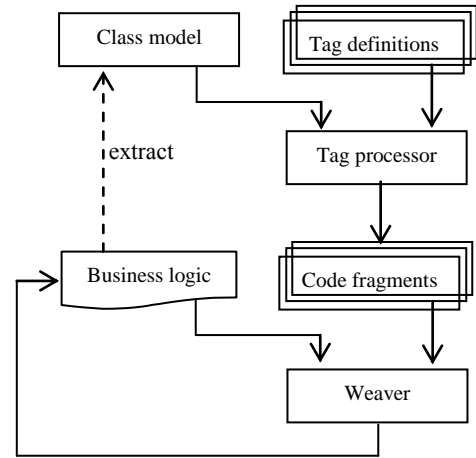 Class model
Tag definitions
extract
Tag processor
Business logic
Code fragments
Weaver